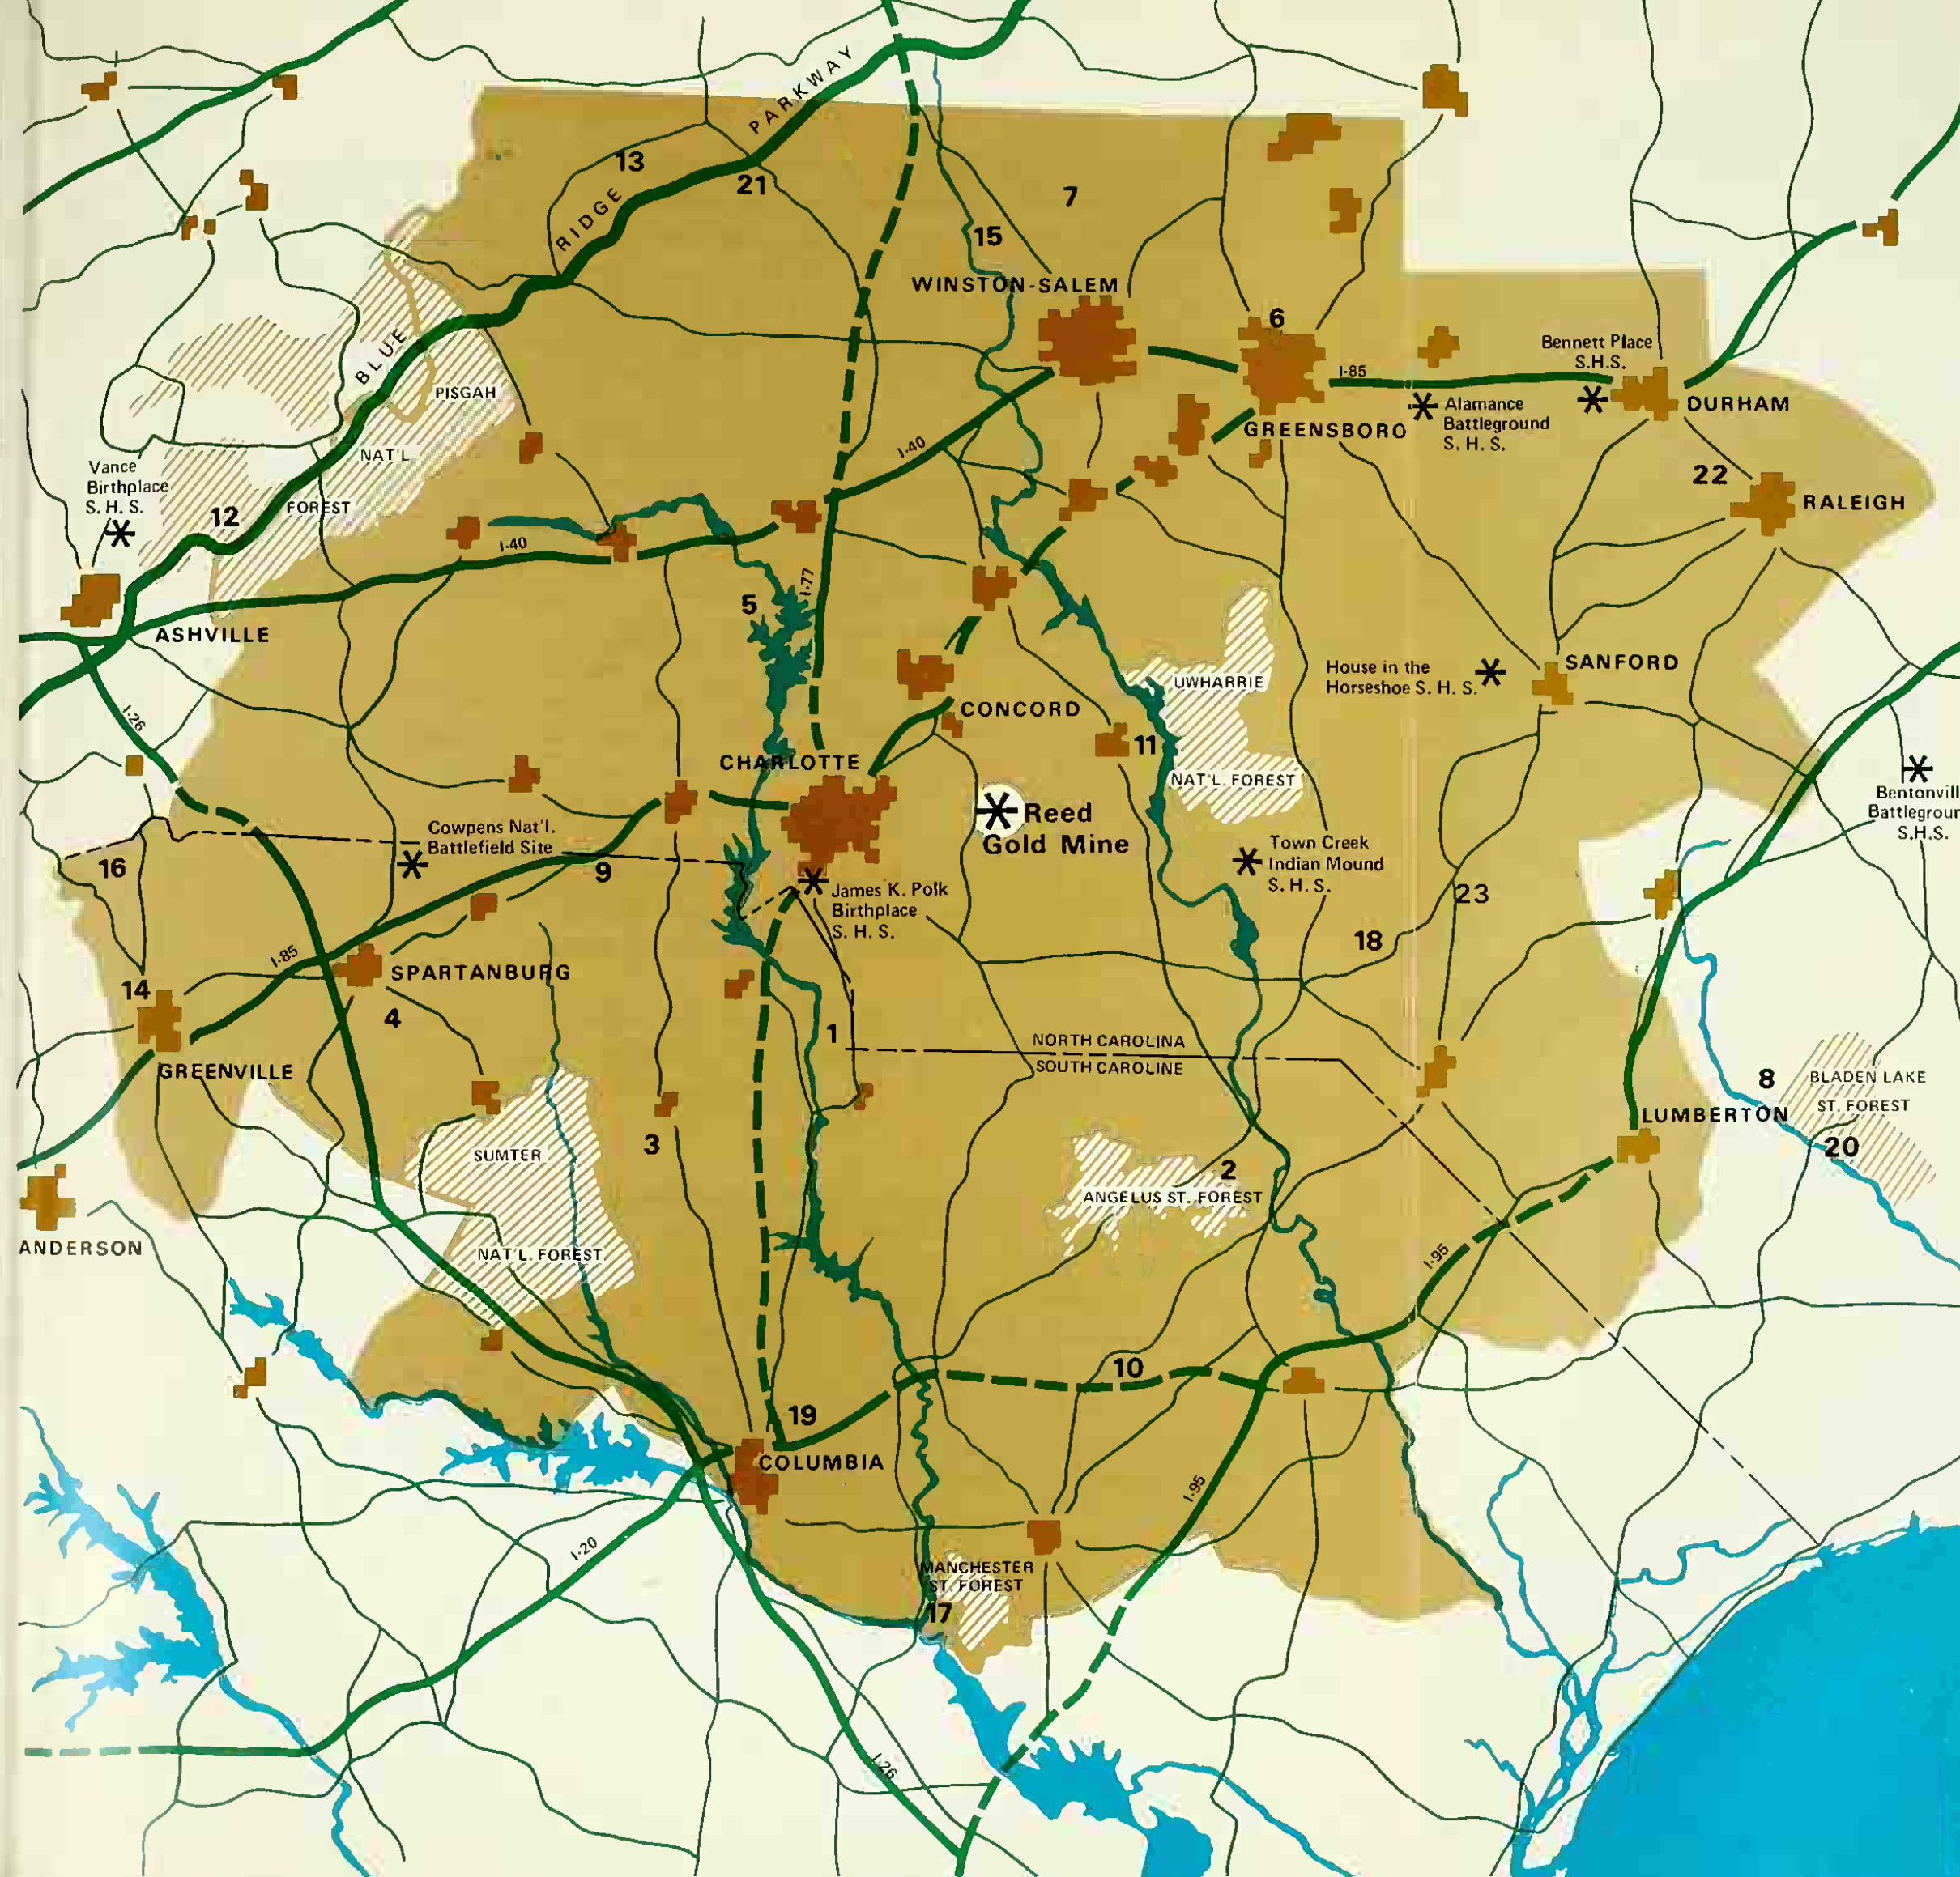 PARKWAY
13
21
7
RIDGE
15
WINSTON-SALEM
6
Bennett Place
S.H.S.
I-85
BLUE
PISGAH
Alamance
Battleground
S. H. S.
DURHAM
GREENSBORO
I-40
NAT'L
Vance
Birthplace
S. H. S.
22
RALEIGH
12
FOREST
I-40
I-77
5
ASHVILLE
House in the
Horseshoe S. H. S.
SANFORD
UWHARRIE
I-26
CONCORD
11
CHARLOTTE
NAT'L. FOREST
Reed
Gold Mine
Bentonvill
Battlegroun
S.H.S.
Cowpens Nat'l.
Battlefield Site
Town Creek
Indian Mound
S. H. S.
16
9
James K. Polk
Birthplace
S. H. S.
23
18
I-85
SPARTANBURG
14
4
1
NORTH CAROLINA
SOUTH CAROLINE
GREENVILLE
8
BLADEN LAKE
ST. FOREST
LUMBERTON
20
3
SUMTER
2
ANGELUS ST. FOREST
ANDERSON
NAT'L. FOREST
I-95
10
19
COLUMBIA
I-95
I-20
MANCHESTER
ST. FOREST
17
I-26